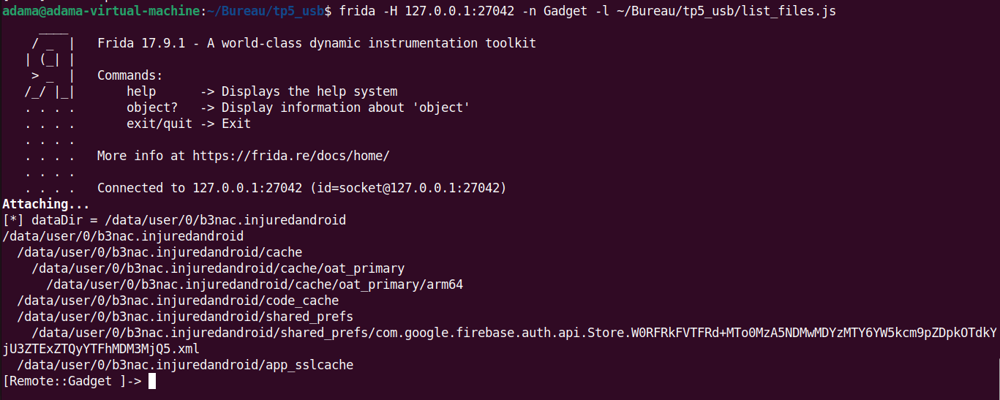 adama@adama-virtual-machine:~/Bureau/tp5_usb$ frida -H 127.0.0.1:27042 -n Gadget -l ~/Bureau/tp5_usb/list_files.js
     ____
    / _  |   Frida 17.9.1 - A world-class dynamic instrumentation toolkit
   | (_| |
    > _  |   Commands:
   /_/ |_|       help      -> Displays the help system
   . . . .       object?   -> Display information about 'object'
   . . . .       exit/quit -> Exit
   . . . .
   . . . .   More info at https://frida.re/docs/home/
   . . . .
   . . . .   Connected to 127.0.0.1:27042 (id=socket@127.0.0.1:27042)
Attaching...
[*] dataDir = /data/user/0/b3nac.injuredandroid
/data/user/0/b3nac.injuredandroid
  /data/user/0/b3nac.injuredandroid/cache
    /data/user/0/b3nac.injuredandroid/cache/oat_primary
      /data/user/0/b3nac.injuredandroid/cache/oat_primary/arm64
  /data/user/0/b3nac.injuredandroid/code_cache
  /data/user/0/b3nac.injuredandroid/shared_prefs
    /data/user/0/b3nac.injuredandroid/shared_prefs/com.google.firebase.auth.api.Store.W0RFRkFVTFRd+MTo0MzA5NDMwMDYzMTY6YW5kcm9pZDpkOTdkY
jU3ZTExZTQyYTFhMDM3MjQ5.xml
  /data/user/0/b3nac.injuredandroid/app_sslcache
[Remote::Gadget ]->